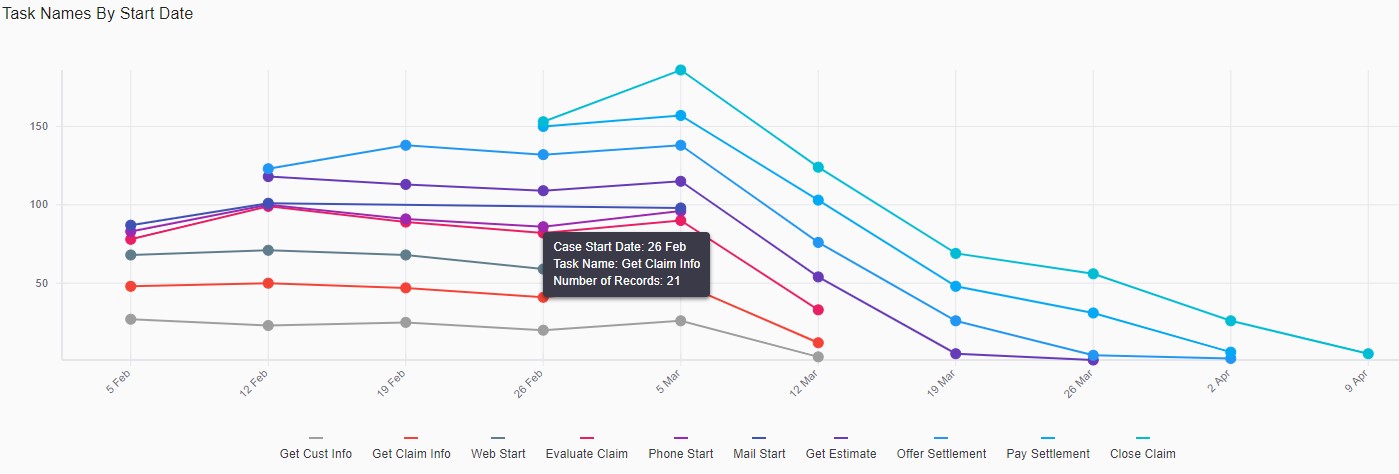 Task Names By Start Date
150
100
50
5 Feb
12 Feb
19 Feb
26 Feb
5 Mar
12 Mar
19 Mar
26 Mar
2 Apr
9 Apr
Case Start Date: 26 Feb
Task Name: Get Claim Info
Number of Records: 21
Get Cust Info
Get Claim Info
Web Start
Evaluate Claim
Phone Start
Mail Start
Get Estimate
Offer Settlement
Pay Settlement
Close Claim